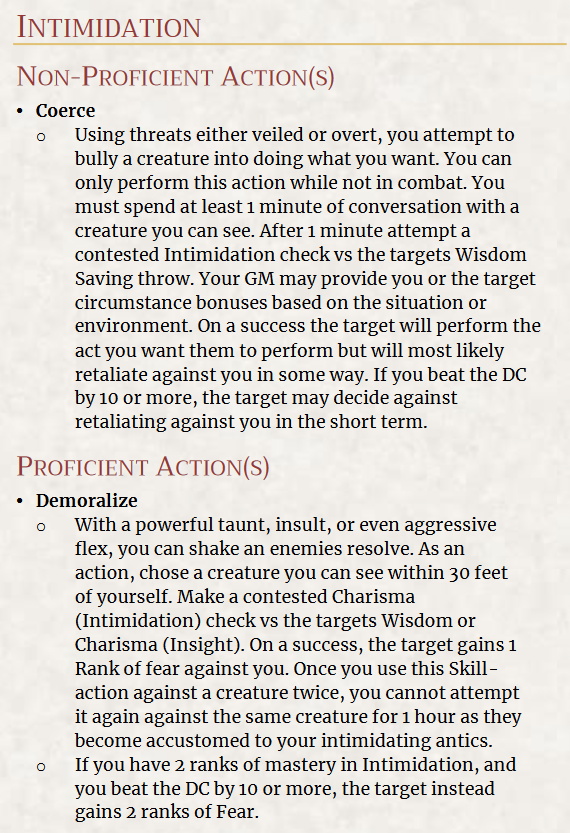 INTIMIDATION
NON-PROFICIENT ACTION(S)
• Coerce
o Using threats either veiled or overt, you attempt to
bully a creature into doing what you want. You can
only perform this action while not in combat. You
must spend at least 1 minute of conversation with a
creature you can see. After 1 minute attempt a
contested Intimidation check vs the targets Wisdom
Saving throw. Your GM may provide you or the target
circumstance bonuses based on the situation or
environment. On a success the target will perform the
act you want them to perform but will most likely
retaliate against you in some way. If you beat the DC
by 10 or more, the target may decide against
retaliating against you in the short term.
PROFICIENT ACTION(S)
• Demoralize
o With a powerful taunt, insult, or even aggressive
flex, you can shake an enemies resolve. As an
action, chose a creature you can see within 30 feet
of yourself. Make a contested Charisma
(Intimidation) check vs the targets Wisdom or
Charisma (Insight). On a success, the target gains 1
Rank of fear against you. Once you use this Skill-
action against a creature twice, you cannot attempt
it again against the same creature for 1 hour as they
become accustomed to your intimidating antics.
o If you have 2 ranks of mastery in Intimidation, and
you beat the DC by 10 or more, the target instead
gains 2 ranks of Fear.